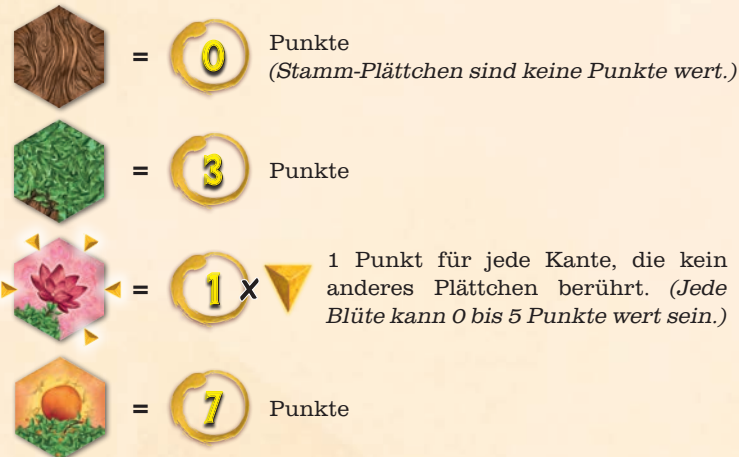 = 0 Punkte
(Stamm-Plättchen sind keine Punkte wert.)
= 3 Punkte
= 1 x
1 Punkt für jede Kante, die kein
anderes Plättchen berührt. (Jede
Blüte kann 0 bis 5 Punkte wert sein.)
= 7 Punkte